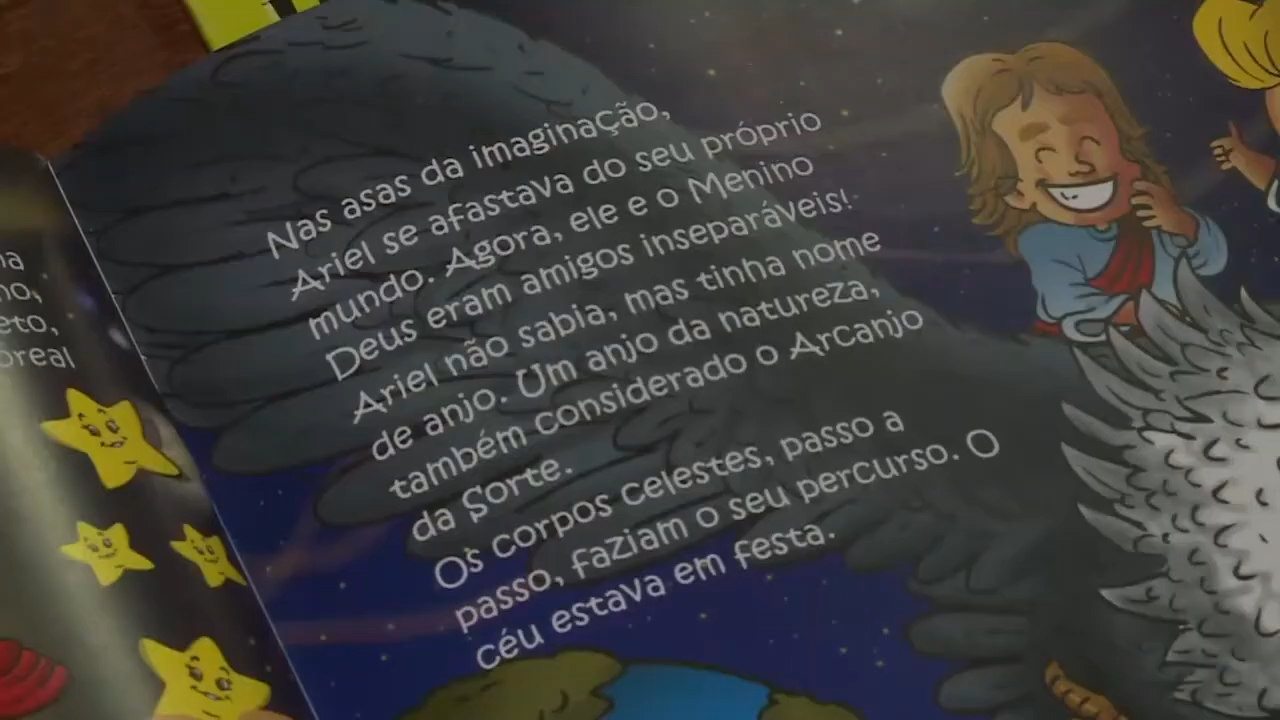 Nas asas da imaginação,
Ariel se afastava do seu próprio
mundo. Agora, ele e o Menino
Deus eram amigos inseparáveis!
Ariel não sabia, mas tinha nome
de anjo. Um anjo da natureza,
também considerado o Arcanjo
da Sorte.
Os corpos celestes, passo a
passo, faziam o seu percurso. O
céu estava em festa.